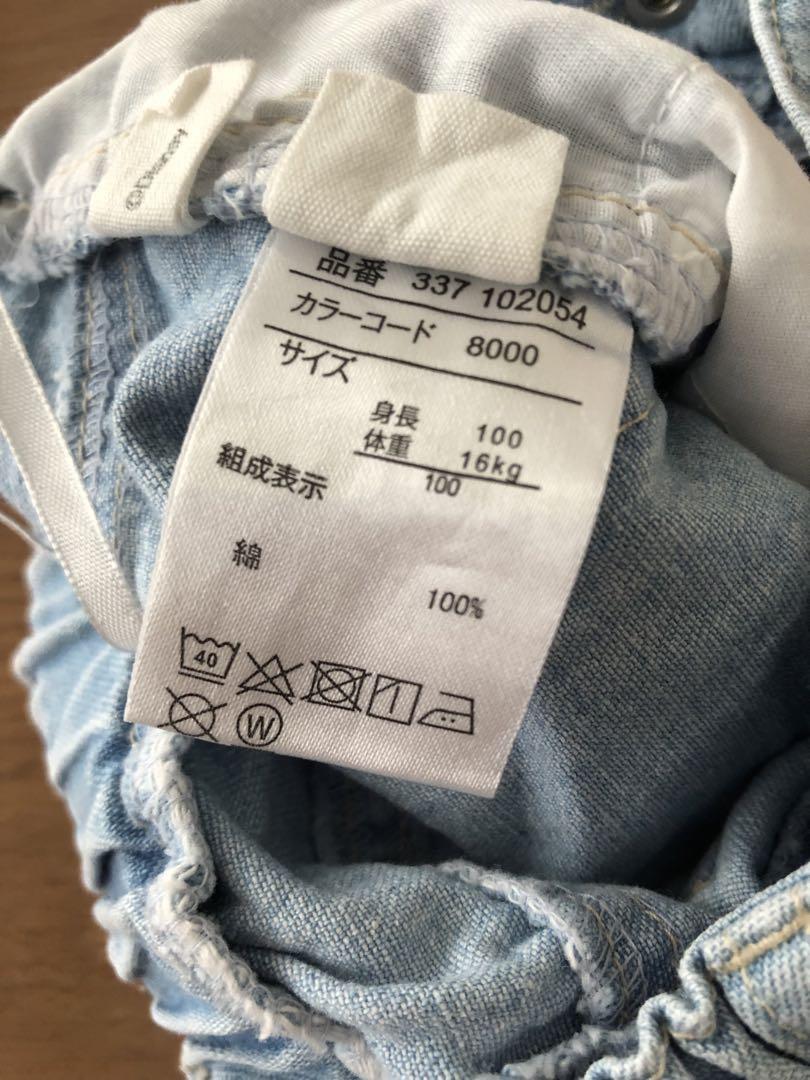 ©Disney
品番 337 102054
カラーコード 8000
サイズ
身長 100
体重 16kg
100
組成表示
綿 100%
40
W